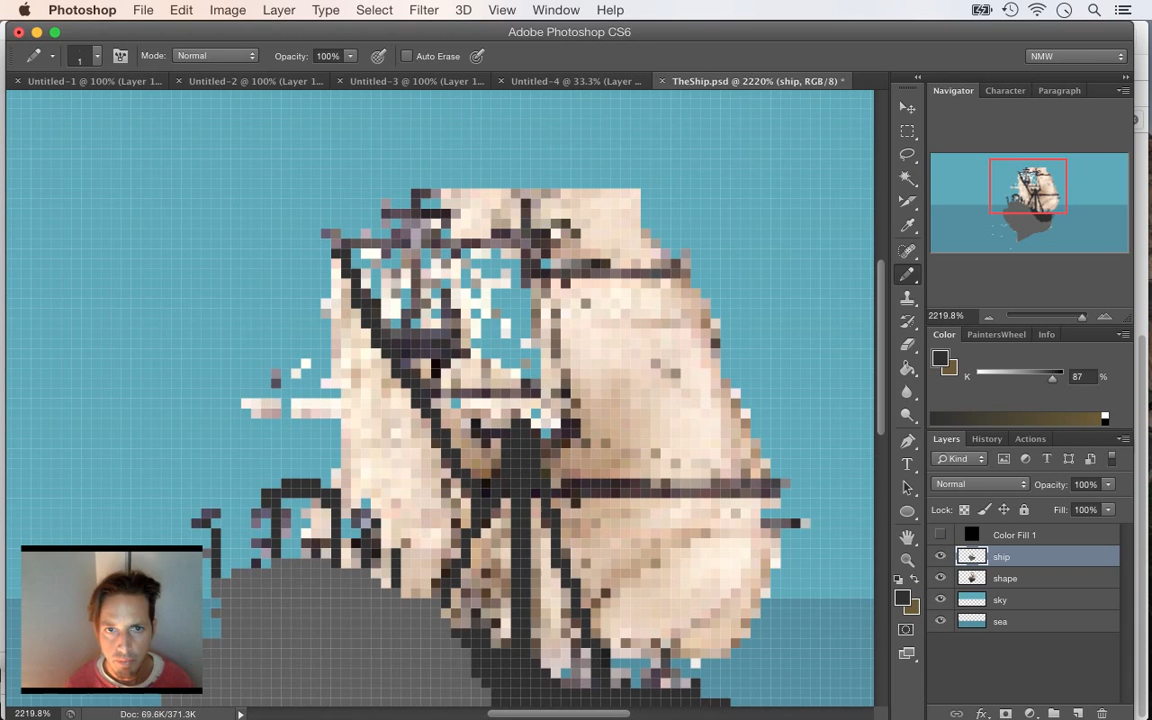 Photoshop File Edit Image Layer Type Select Filter 3D View Window Help
Adobe Photoshop CS6
1 Mode: Normal Opacity: 100% Auto Erase NMW
Untitled-1 @ 100% (Layer 1... Untitled-2 @ 100% (Layer 1... Untitled-3 @ 100% (Layer 1... Untitled-4 @ 33.3% (Layer ... TheShip.psd @ 2220% (ship, RGB/8) *
Navigator Character Paragraph
2219.8%
Color PaintersWheel Info
K 87 %
Layers History Actions
Kind
Normal Opacity: 100%
Lock: Fill: 100%
Color Fill 1
ship
shape
sky
sea
2219.8% Doc: 69.6K/371.3K